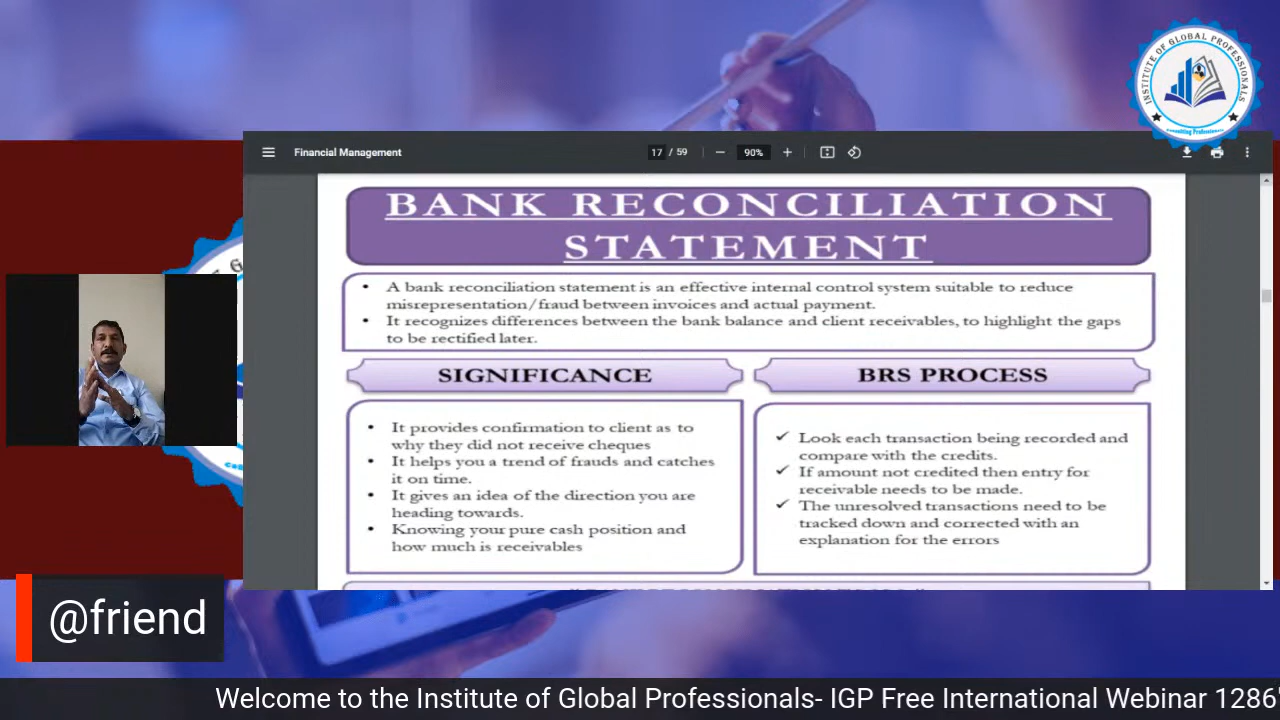 INSTITUTE OF GLOBAL PROFESSIONALS
Consulting Professionals
Financial Management
17 / 59
90%
BANK RECONCILIATION
STATEMENT
• A bank reconciliation statement is an effective internal control system suitable to reduce
misrepresentation/fraud between invoices and actual payment.
• It recognizes differences between the bank balance and client receivables, to highlight the gaps
to be rectified later.
SIGNIFICANCE
• It provides confirmation to client as to
why they did not receive cheques
• It helps you a trend of frauds and catches
it on time.
• It gives an idea of the direction you are
heading towards.
• Knowing your pure cash position and
how much is receivables
BRS PROCESS
✓ Look each transaction being recorded and
compare with the credits.
✓ If amount not credited then entry for
receivable needs to be made.
✓ The unresolved transactions need to be
tracked down and corrected with an
explanation for the errors
@friend
Welcome to the Institute of Global Professionals- IGP Free International Webinar 1286